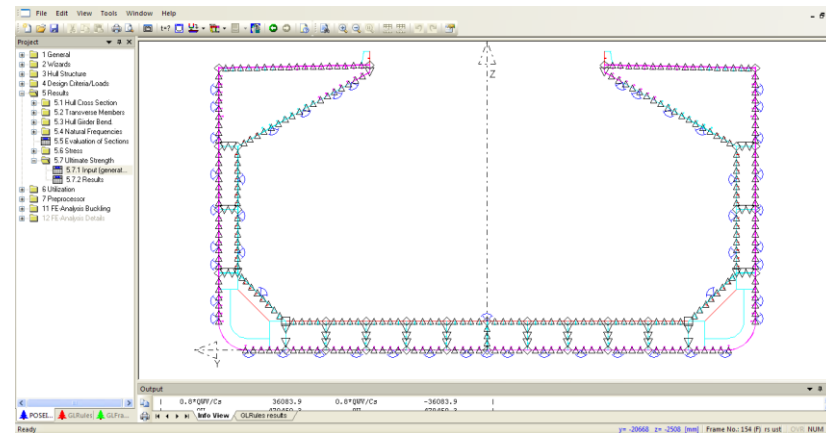 File Edit View Tools Window Help
Project
1 General
2 Wizards
3 Hull Structure
4 Design Criteria/Loads
5 Results
5.1 Hull Cross Section
5.2 Transverse Members
5.3 Hull Girder Bend.
5.4 Natural Frequencies
5.5 Evaluation of Sections
5.6 Stress
5.7 Ultimate Strength
5.7.1 Input (general...
5.7.2 Results
6 Utilization
7 Preprocessor
11 FE-Analysis Buckling
12 FE-Analysis Details
Z
Y
Output
0.8*QWV/Cs 36083.9 0.8*QWV/Cs -36083.9
POSEI... GLRules GLFra...
Info View GLRules results
Ready
y= -20668 z= -2508 [mm] Frame No.: 154 (F) rs ust OVR NUM